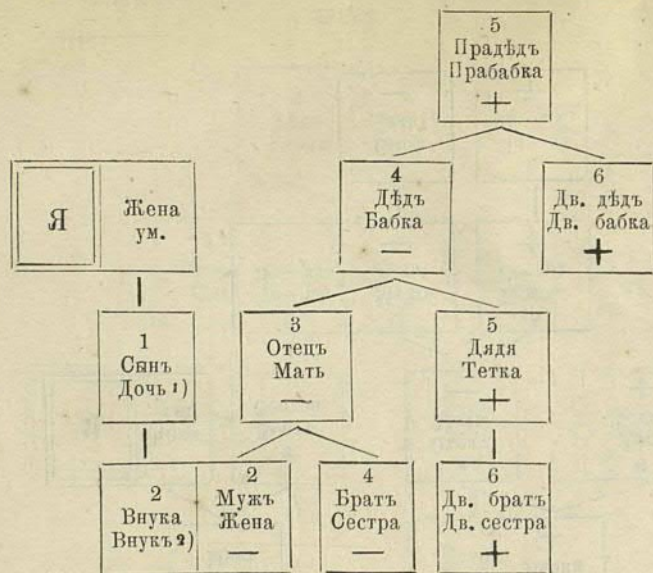 5
Прадѣдъ
Прабабка
+
Я
Жена
ум.
4
Дѣдъ
Бабка
—
6
Дв. дѣдъ
Дв. бабка
+
1
Сынъ
Дочь 1)
3
Отецъ
Мать
—
5
Дядя
Тетка
+
2
Внука
Внукъ 2)
2
Мужъ
Жена
—
4
Братъ
Сестра
—
6
Дв. братъ
Дв. сестра
+